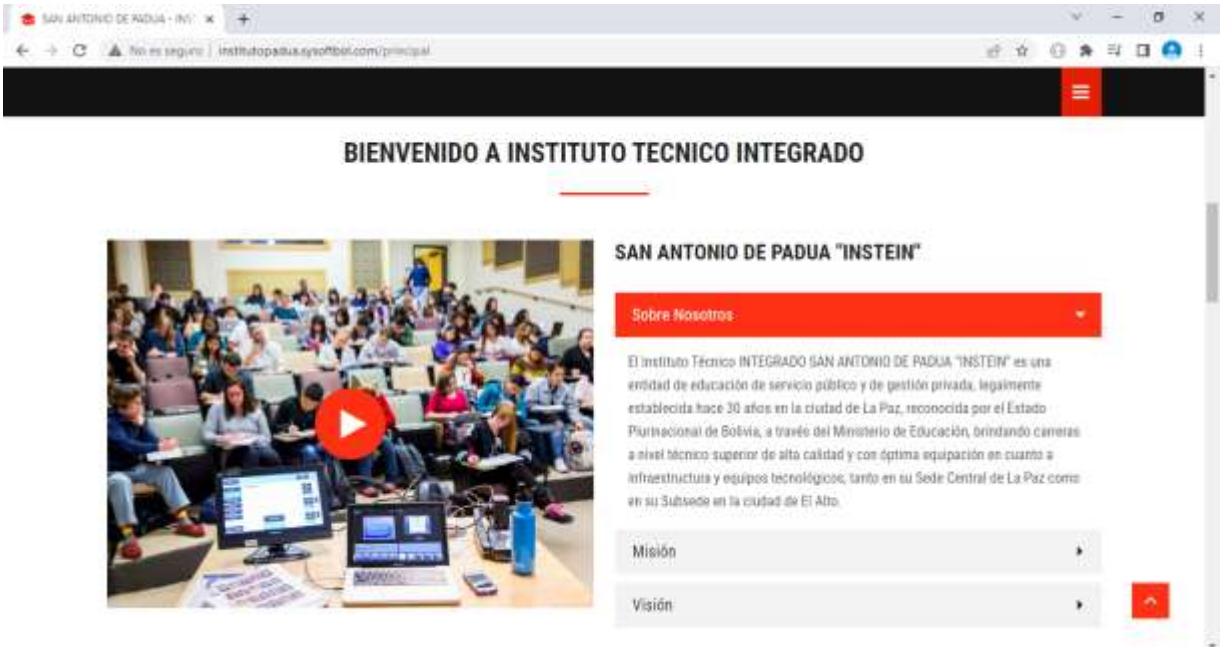 SAN ANTONIO DE PADUA - INS
No es seguro | institutopadua.sysoftbol.com/principal
BIENVENIDO A INSTITUTO TECNICO INTEGRADO
SAN ANTONIO DE PADUA "INSTEIN"
Sobre Nosotros
El Instituto Técnico INTEGRADO SAN ANTONIO DE PADUA "INSTEIN" es una
entidad de educación de servicio público y de gestión privada, legalmente
establecida hace 30 años en la ciudad de La Paz, reconocida por el Estado
Plurinacional de Bolivia, a través del Ministerio de Educación, brindando carreras
a nivel técnico superior de alta calidad y con óptima equipación en cuanto a
infraestructura y equipos tecnológicos, tanto en su Sede Central de La Paz como
en su Subsede en la ciudad de El Alto.
Misión
Visión